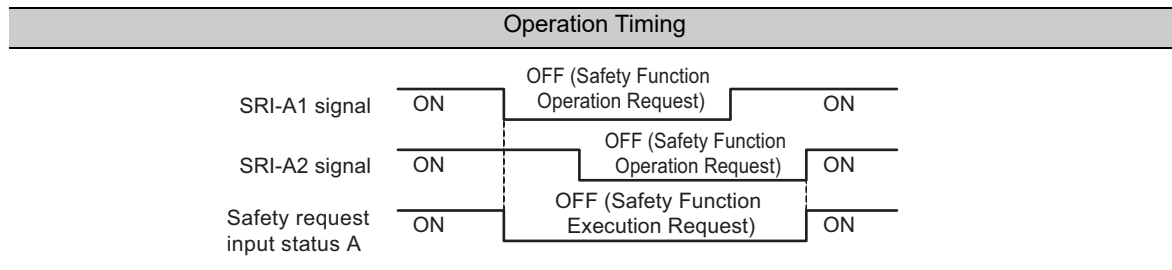 Operation Timing
SRI-A1 signal ON OFF (Safety Function
Operation Request) ON
SRI-A2 signal ON OFF (Safety Function
Operation Request) ON
Safety request
input status A ON OFF (Safety Function
Execution Request) ON